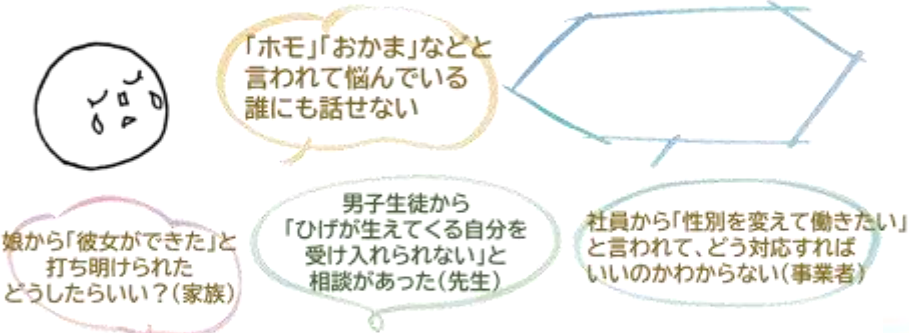 「ホモ」「おかま」などと
言われて悩んでいる
誰にも話せない
娘から「彼女ができた」と
打ち明けられた
どうしたらいい？（家族）
男子生徒から
「ひげが生えてくる自分を
受け入れられない」と
相談があった（先生）
社員から「性別を変えて働きたい」
と言われて、どう対応すれば
いいのかわからない（事業者）